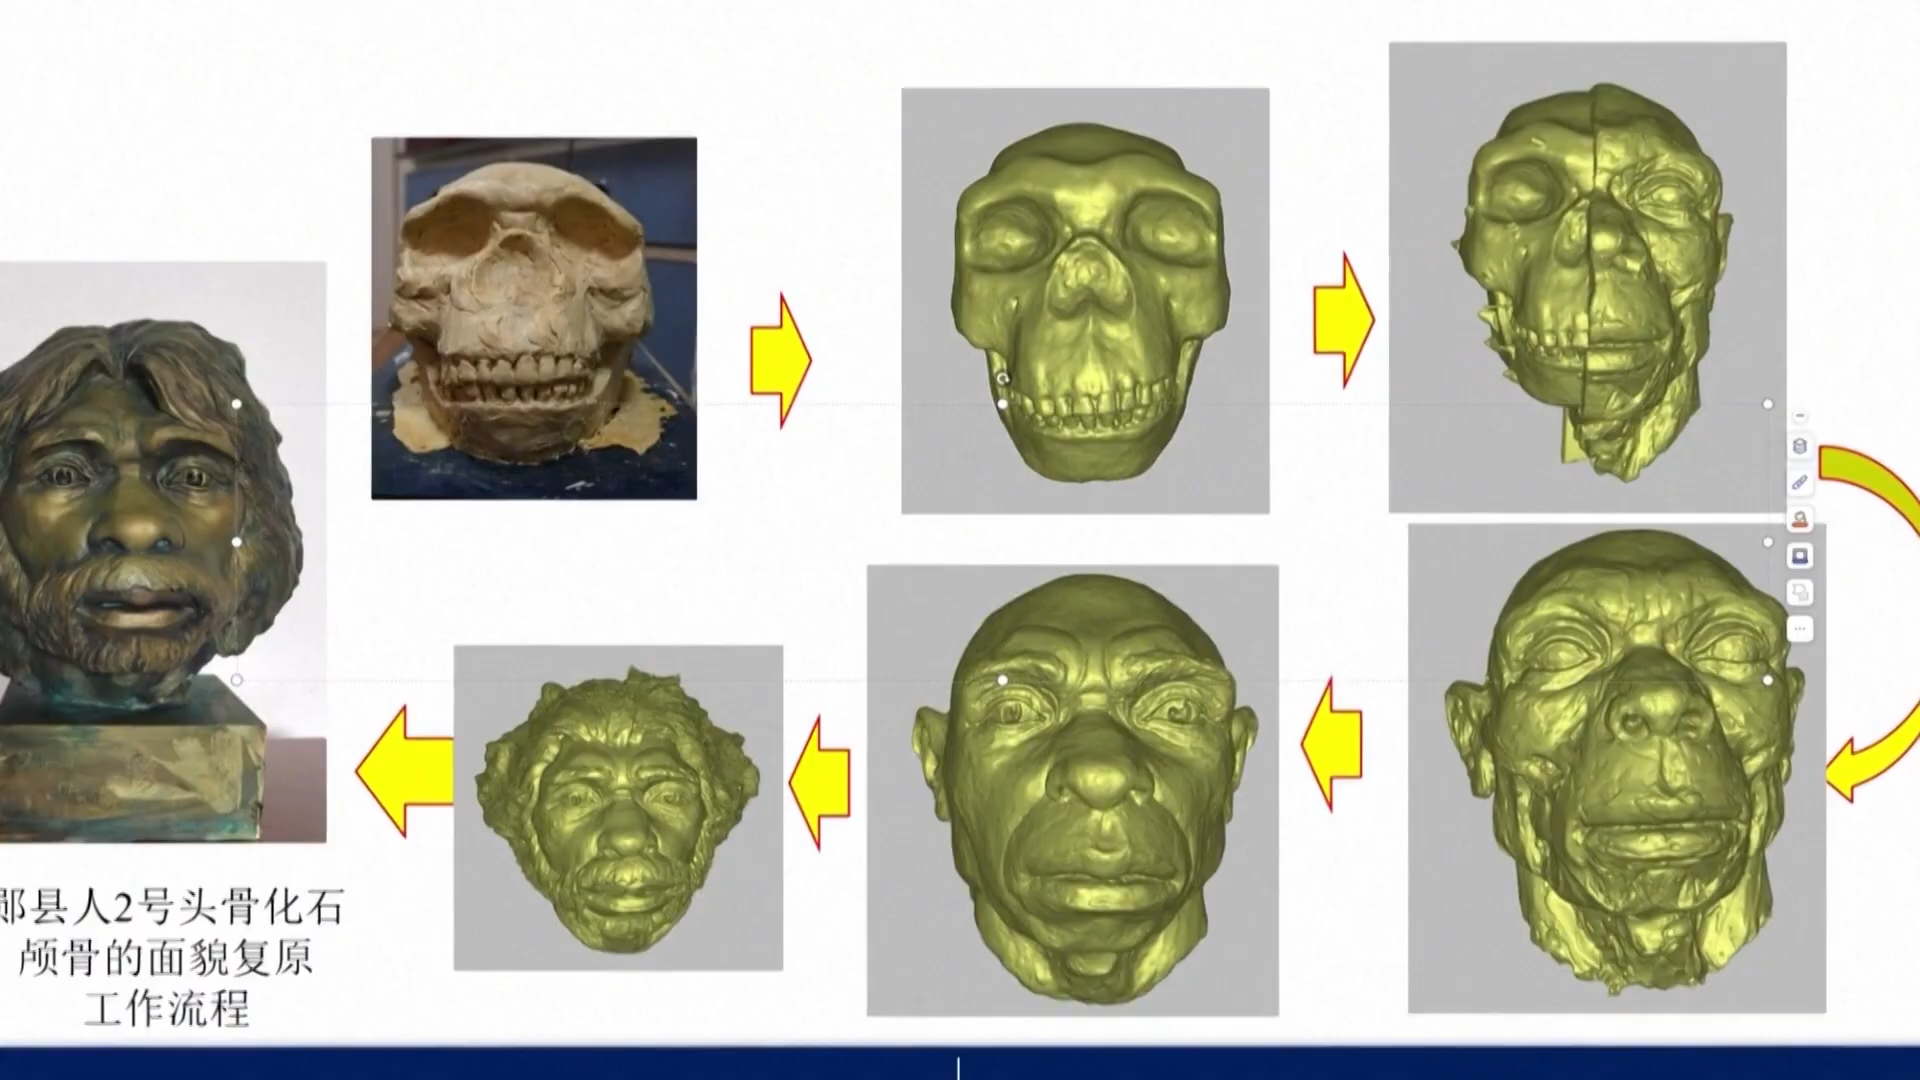 郧县人2号头骨化石
颅骨的面貌复原
工作流程